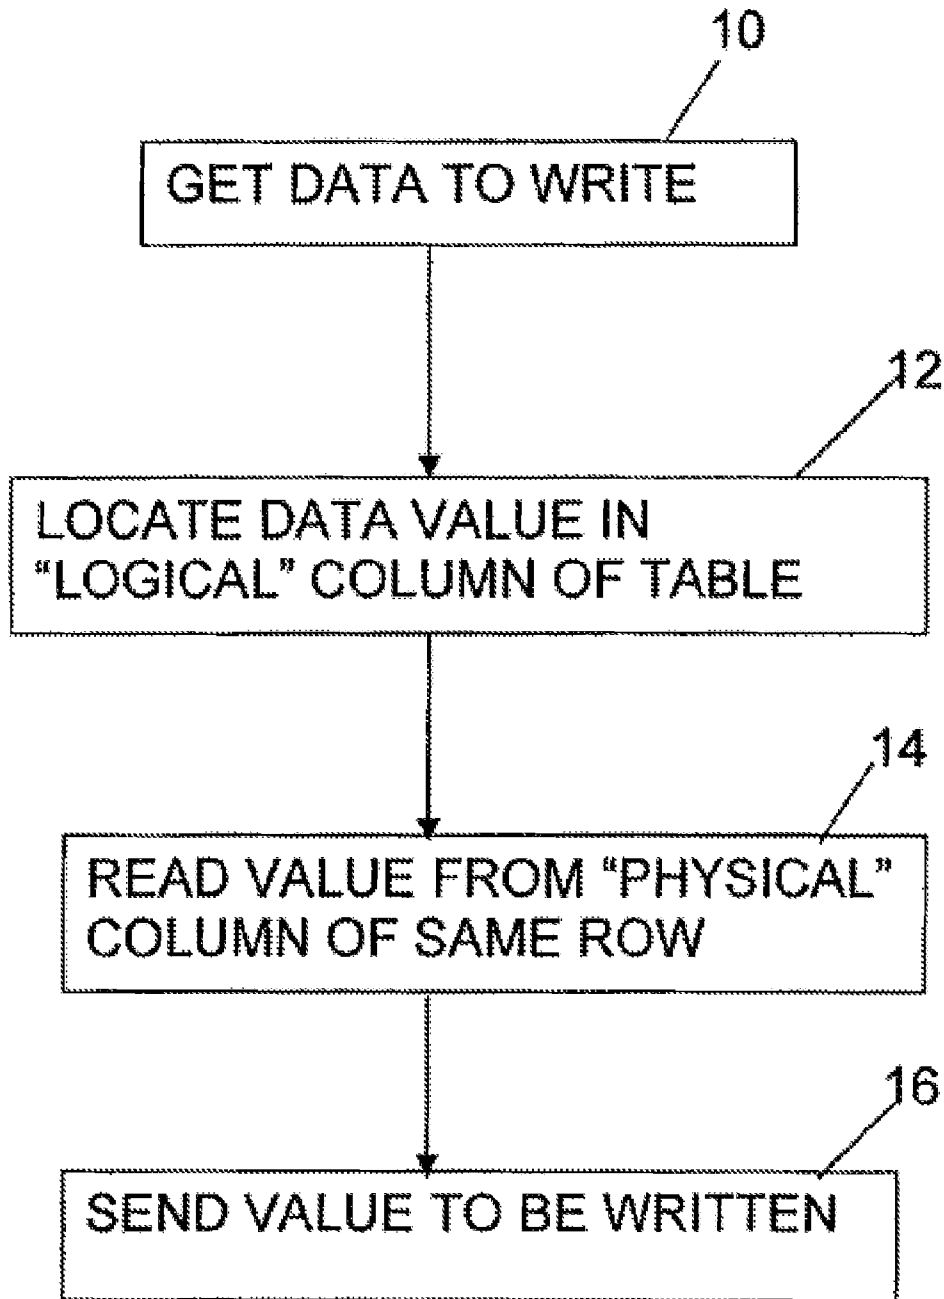 10
GET DATA TO WRITE
12
LOCATE DATA VALUE IN
“LOGICAL” COLUMN OF TABLE
14
READ VALUE FROM “PHYSICAL”
COLUMN OF SAME ROW
16
SEND VALUE TO BE WRITTEN